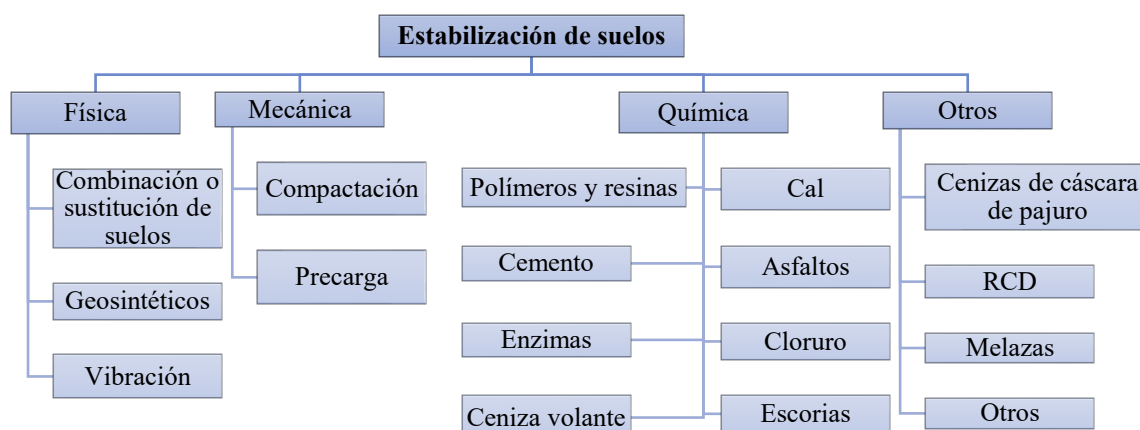 Estabilización de suelos
Física
Mecánica
Química
Otros
Combinación o
sustitución de
suelos
Geosintéticos
Vibración
Compactación
Precarga
Polímeros y resinas
Cal
Cemento
Asfaltos
Enzimas
Cloruro
Ceniza volante
Escorias
Cenizas de cáscara
de pajuro
RCD
Melazas
Otros